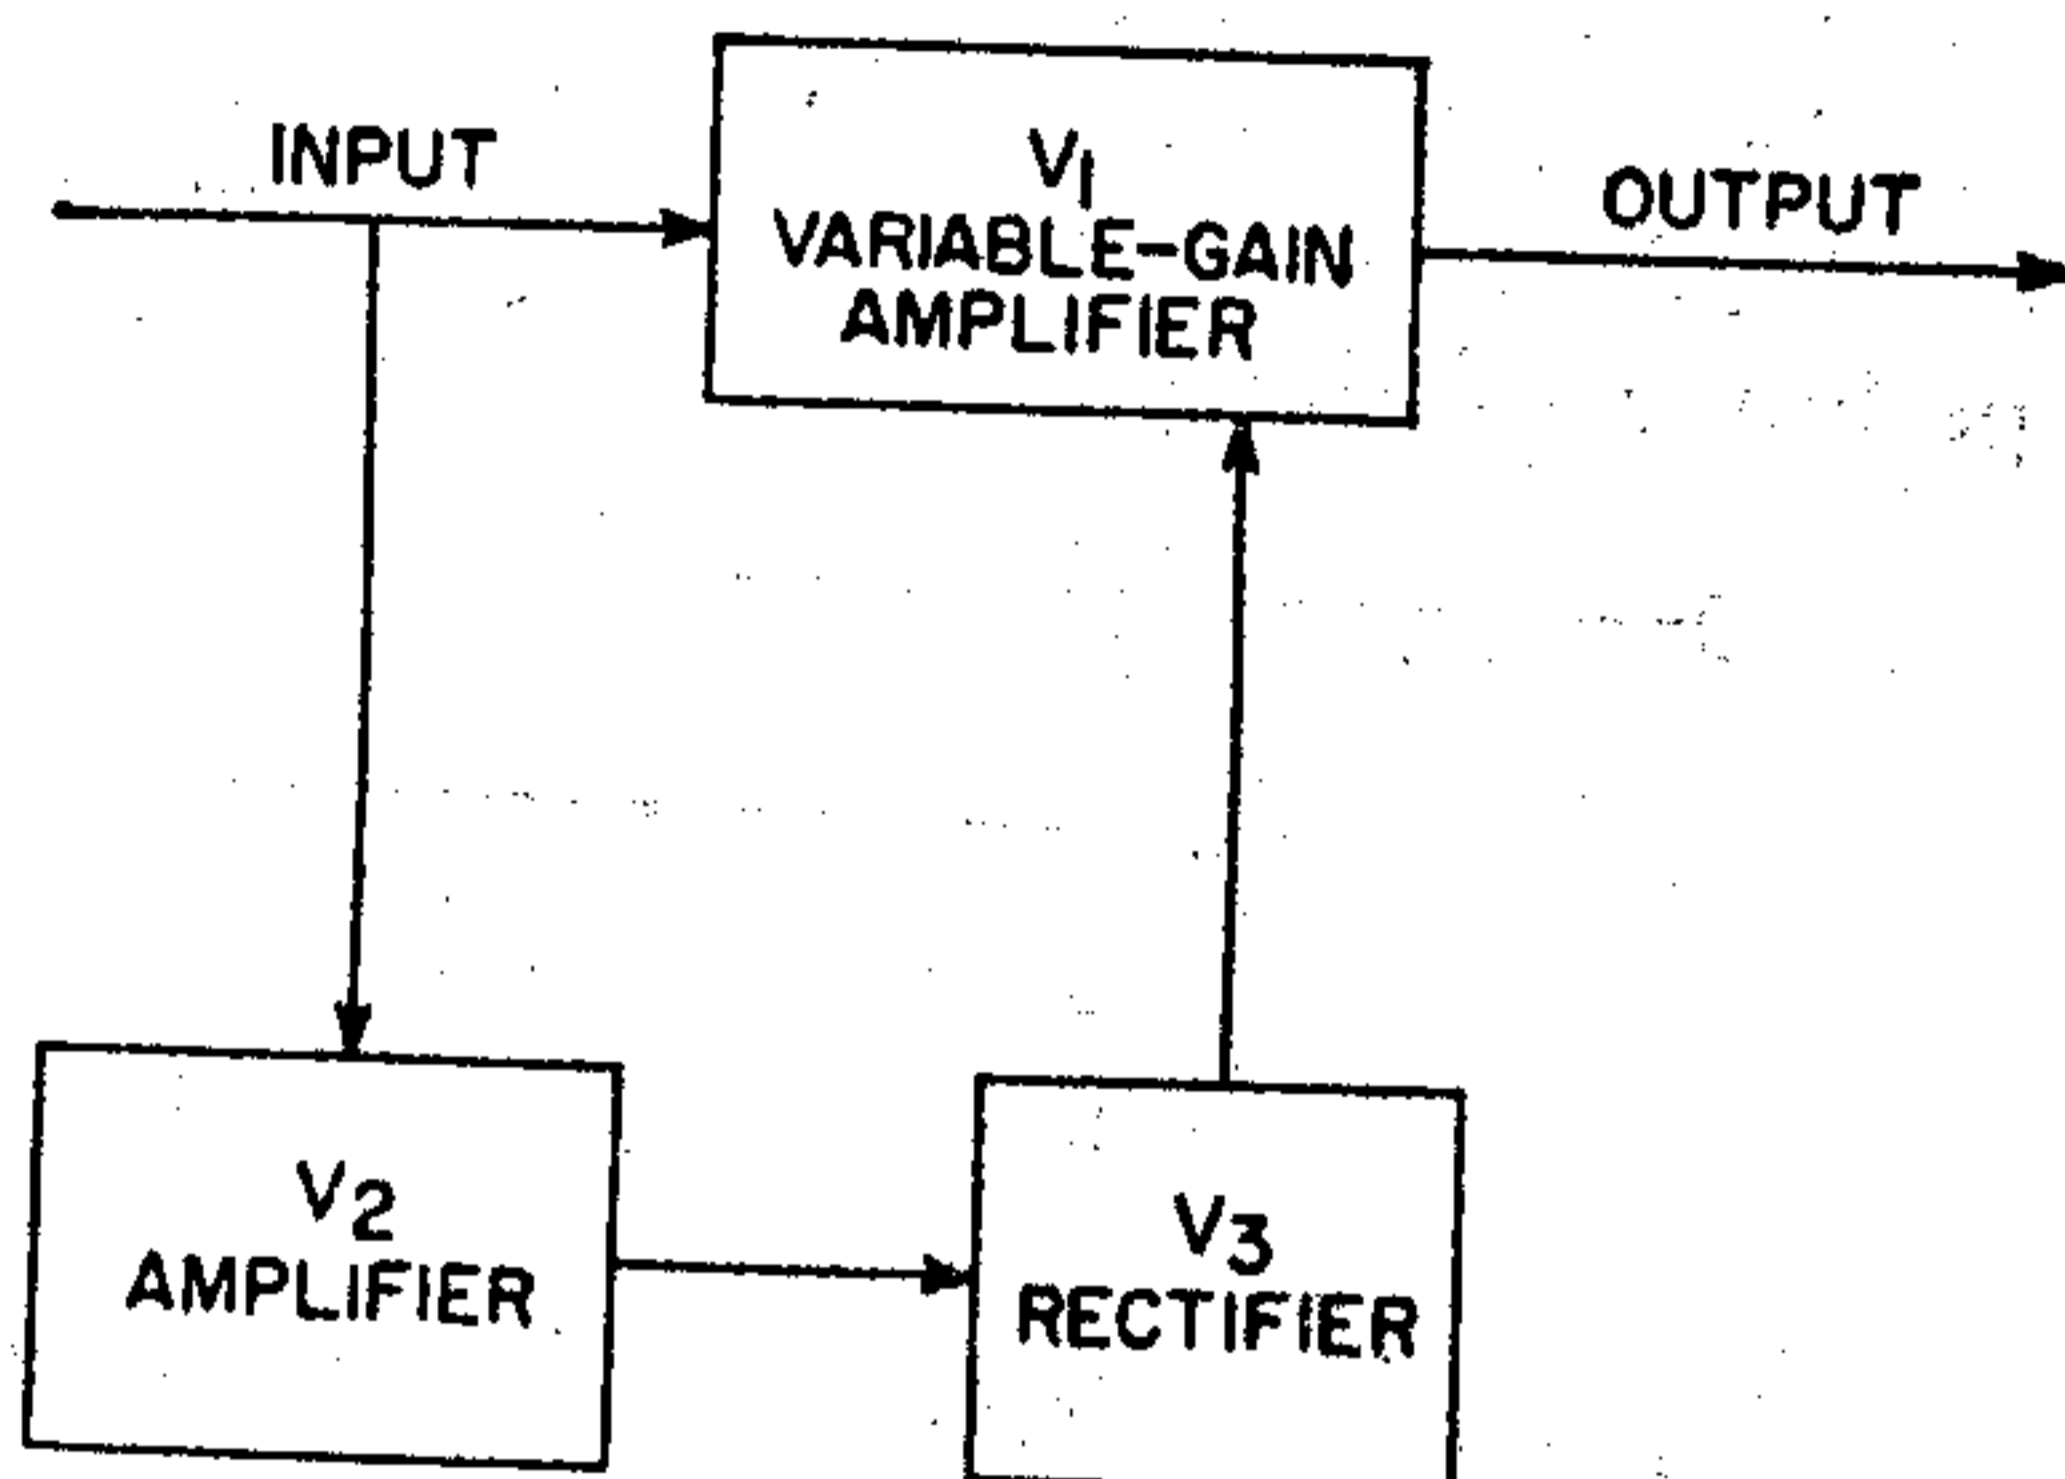 INPUT
V1
VARIABLE-GAIN
AMPLIFIER
OUTPUT
V2
AMPLIFIER
V3
RECTIFIER